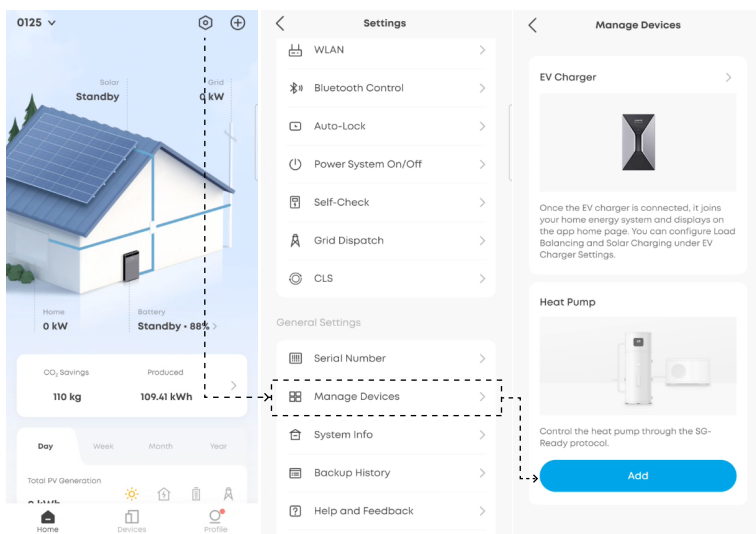 0125
Solar
Standby
Grid
0 kW
Home
0 kW
Battery
Standby • 88%
CO₂ Savings
110 kg
Produced
109.41 kWh
Day
Week
Month
Year
Total PV Generation
Home
Devices
Profile
Settings
WLAN
Bluetooth Control
Auto-Lock
Power System On/Off
Self-Check
Grid Dispatch
CLS
General Settings
Serial Number
Manage Devices
System Info
Backup History
Help and Feedback
Manage Devices
EV Charger
Once the EV charger is connected, it joins
your home energy system and displays on
the app home page. You can configure Load
Balancing and Solar Charging under EV
Charger Settings.
Heat Pump
Control the heat pump through the SG-
Ready protocol.
Add